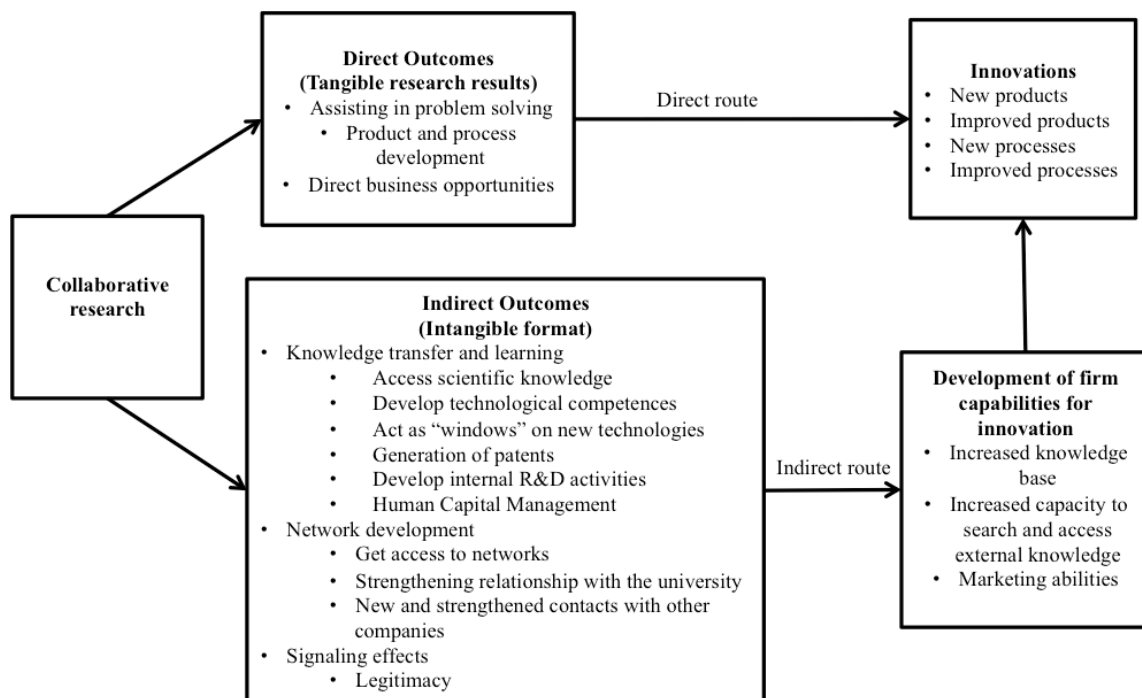 Direct Outcomes
(Tangible research results)
• Assisting in problem solving
• Product and process
development
• Direct business opportunities
Direct route
Innovations
• New products
• Improved products
• New processes
• Improved processes
Collaborative
research
Indirect Outcomes
(Intangible format)
• Knowledge transfer and learning
• Access scientific knowledge
• Develop technological competences
• Act as “windows” on new technologies
• Generation of patents
• Develop internal R&D activities
• Human Capital Management
• Network development
• Get access to networks
• Strengthening relationship with the university
• New and strengthened contacts with other
companies
• Signaling effects
• Legitimacy
Indirect route
Development of firm
capabilities for
innovation
• Increased knowledge
base
• Increased capacity to
search and access
external knowledge
• Marketing abilities